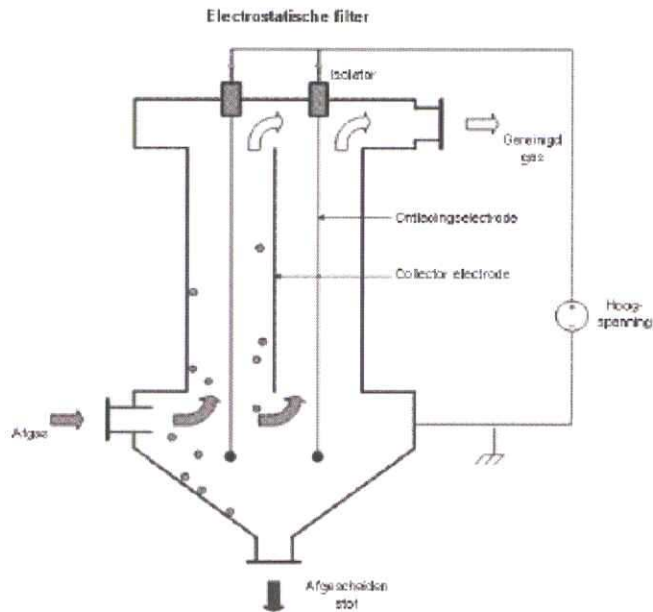 Electrostatische filter
Isolator
Gereinigd
gas
Ontladingselectrode
Collector electrode
Hoog-
spanning
Afgas
Afgescheiden
stof